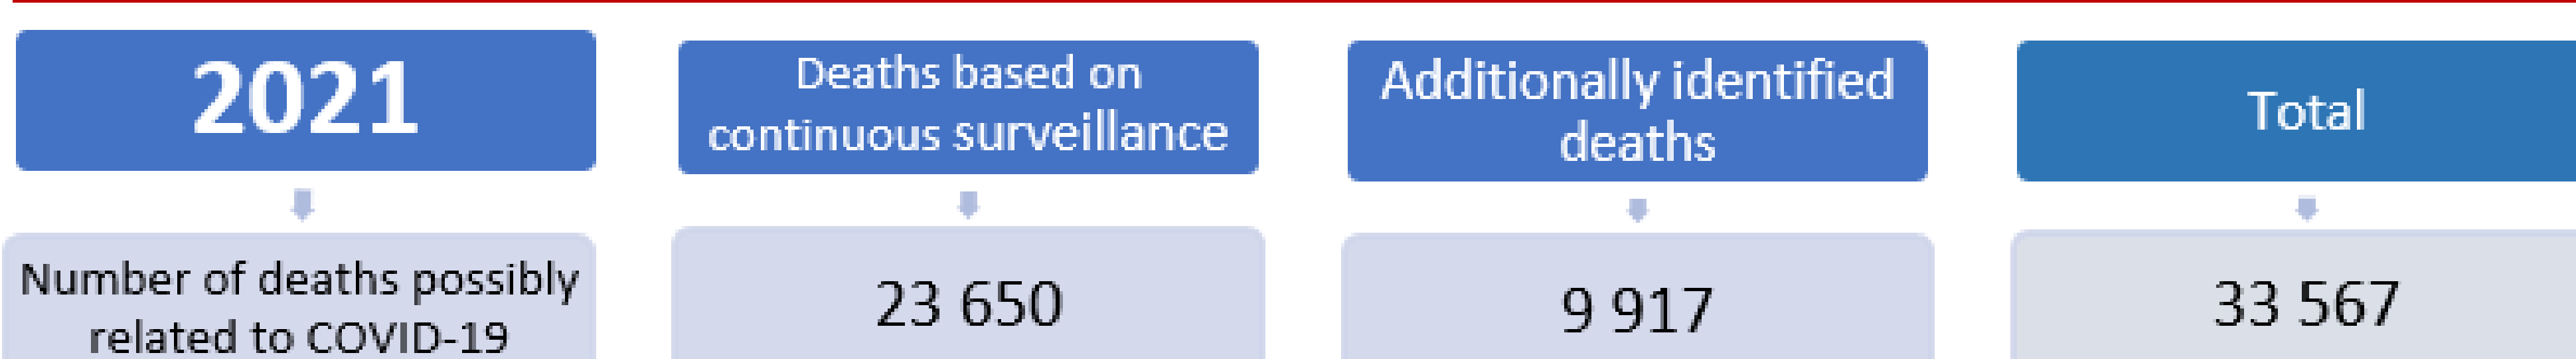 2021
Deaths based on
continuous surveillance
Additionally identified
deaths
Total
Number of deaths possibly
related to COVID-19
23 650
9 917
33 567